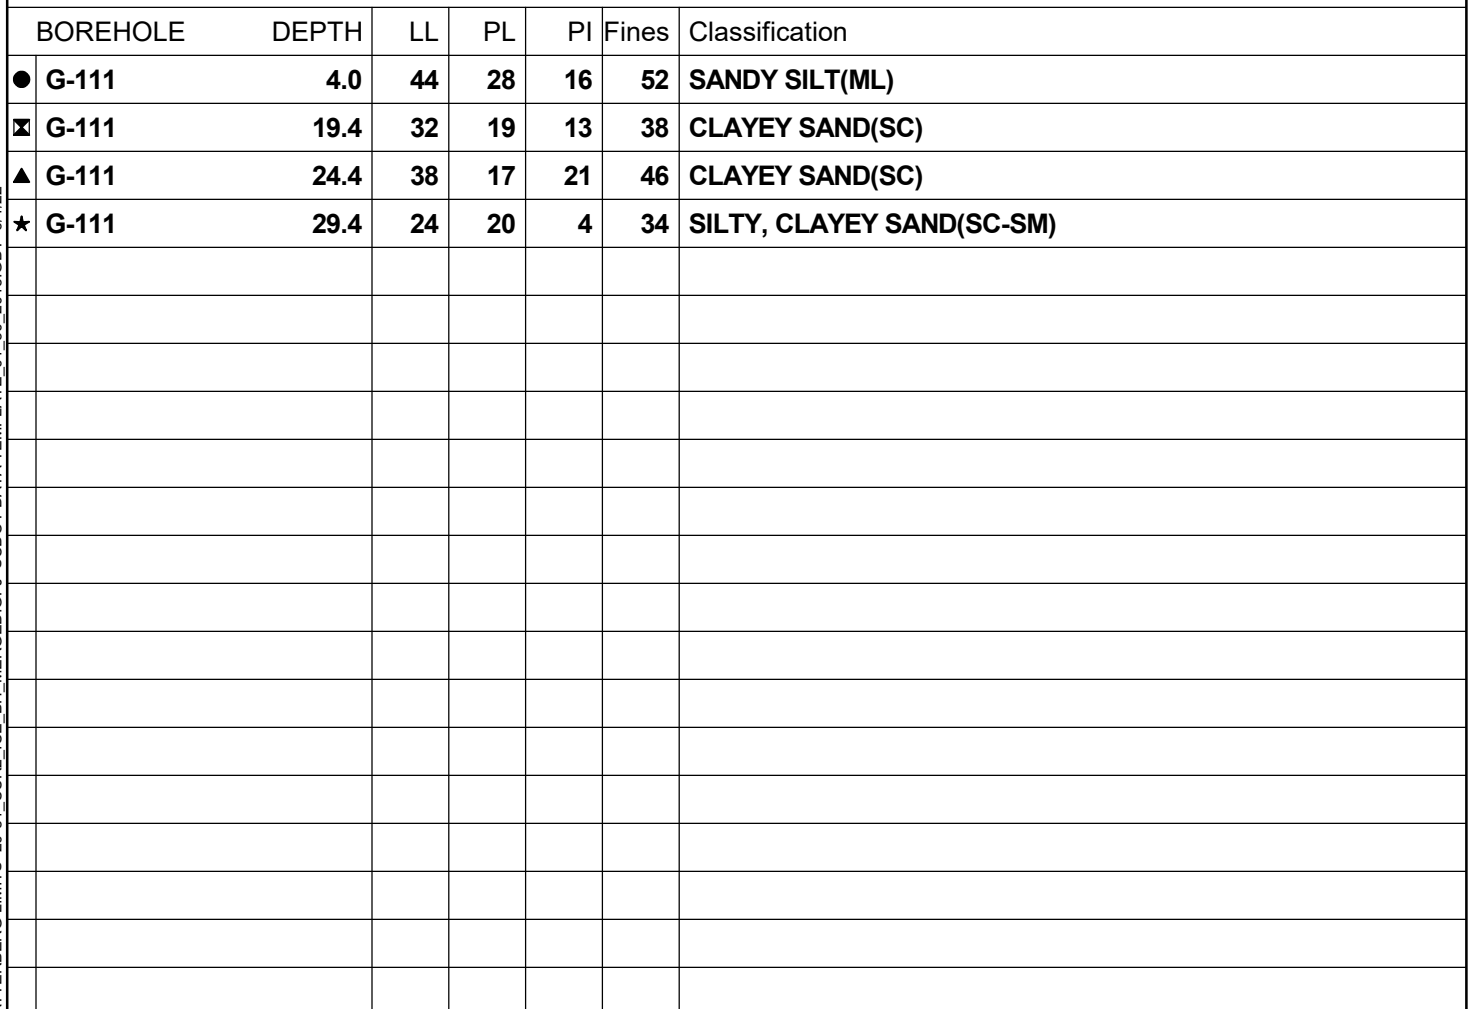 BOREHOLE DEPTH LL PL PI Fines Classification
G-111 4.0 44 28 16 52 SANDY SILT(ML)
G-111 19.4 32 19 13 38 CLAYEY SAND(SC)
G-111 24.4 38 17 21 46 CLAYEY SAND(SC)
G-111 29.4 24 20 4 34 SILTY, CLAYEY SAND(SC-SM)